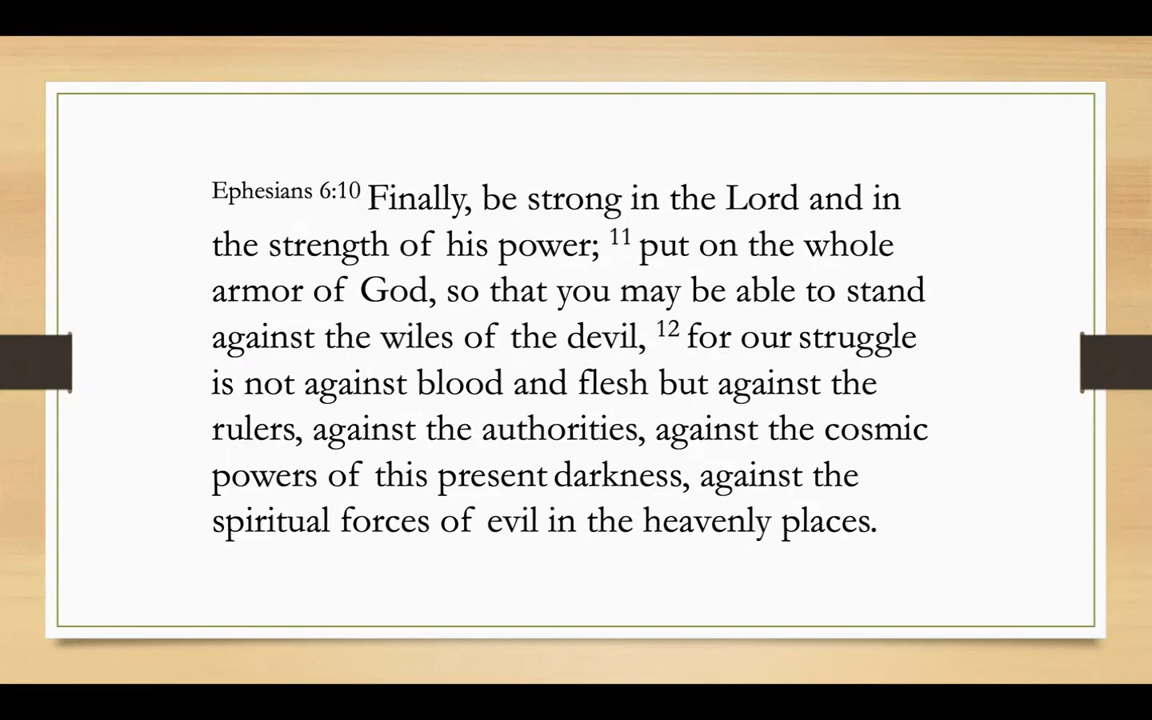 Ephesians 6:10 Finally, be strong in the Lord and in
the strength of his power; 11 put on the whole
armor of God, so that you may be able to stand
against the wiles of the devil, 12 for our struggle
is not against blood and flesh but against the
rulers, against the authorities, against the cosmic
powers of this present darkness, against the
spiritual forces of evil in the heavenly places.